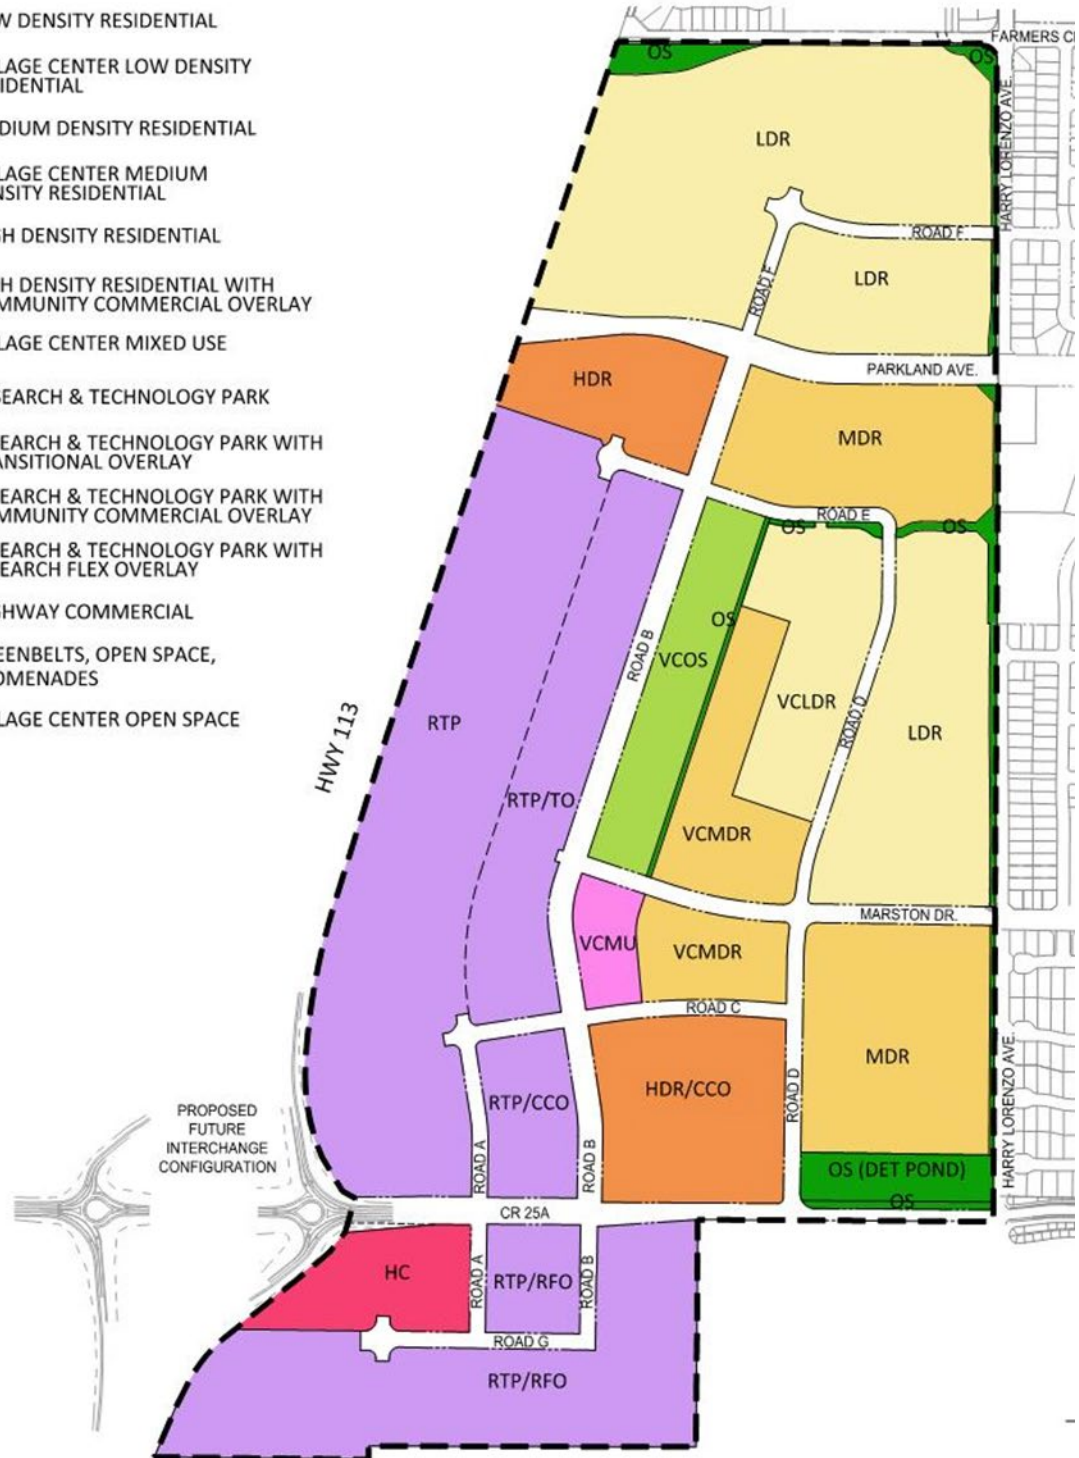 W DENSITY RESIDENTIAL
LAGE CENTER LOW DENSITY
IDENTIAL
DIUM DENSITY RESIDENTIAL
LAGE CENTER MEDIUM
NSITY RESIDENTIAL
GH DENSITY RESIDENTIAL
H DENSITY RESIDENTIAL WITH
MMUNITY COMMERCIAL OVERLAY
LAGE CENTER MIXED USE
SEARCH & TECHNOLOGY PARK
EARCH & TECHNOLOGY PARK WITH
ANSITIONAL OVERLAY
EARCH & TECHNOLOGY PARK WITH
MMUNITY COMMERCIAL OVERLAY
EARCH & TECHNOLOGY PARK WITH
EARCH FLEX OVERLAY
GHWAY COMMERCIAL
EENBELTS, OPEN SPACE,
OMENADES
LAGE CENTER OPEN SPACE
FARMERS C
OS
OS
HARRY LORENZO AVE.
LDR
ROAD F
LDR
ROAD F
PARKLAND AVE.
HDR
MDR
ROAD E
OS
OS
OS
ROAD B
VCOS
VCLDR
ROAD D
LDR
HWY 113
RTP
RTP/TO
VCMDR
MARSTON DR.
VCMU
VCMDR
ROAD C
MDR
HDR/CCO
ROAD D
HARRY LORENZO AVE.
RTP/CCO
PROPOSED
FUTURE
INTERCHANGE
CONFIGURATION
ROAD A
ROAD B
OS (DET POND)
OS
CR 25A
HC
ROAD A
RTP/RFO
ROAD B
ROAD G
RTP/RFO